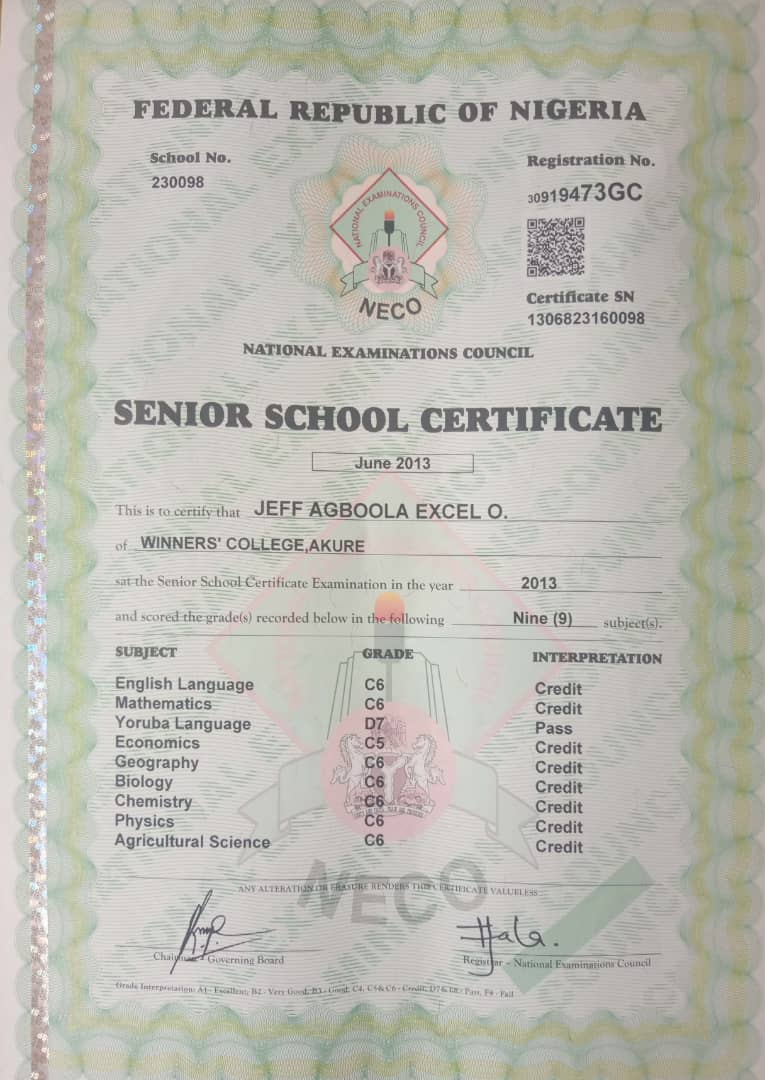 FEDERAL REPUBLIC OF NIGERIA
School No.
230098
Registration No.
30919473GC
NATIONAL EXAMINATIONS COUNCIL
NECO
Certificate SN
1306823160098
NATIONAL EXAMINATIONS COUNCIL
SENIOR SCHOOL CERTIFICATE
June 2013
This is to certify that JEFF AGBOOLA EXCEL O.
of WINNERS' COLLEGE,AKURE
sat the Senior School Certificate Examination in the year 2013
and scored the grade(s) recorded below in the following Nine (9) subject(s).
SUBJECT GRADE INTERPRETATION
English Language C6 Credit
Mathematics C6 Credit
Yoruba Language D7 Pass
Economics C5 Credit
Geography C6 Credit
Biology C6 Credit
Chemistry C6 Credit
Physics C6 Credit
Agricultural Science C6 Credit
NECO
ANY ALTERATION OR ERASURE RENDERS THIS CERTIFICATE VALUELESS
Chairman - Governing Board
Registrar - National Examinations Council
Grade Interpretation: A1 - Excellent, B2 - Very Good, B3 - Good, C4, C5 & C6 - Credit, D7 & E8 - Pass, F9 - Fail